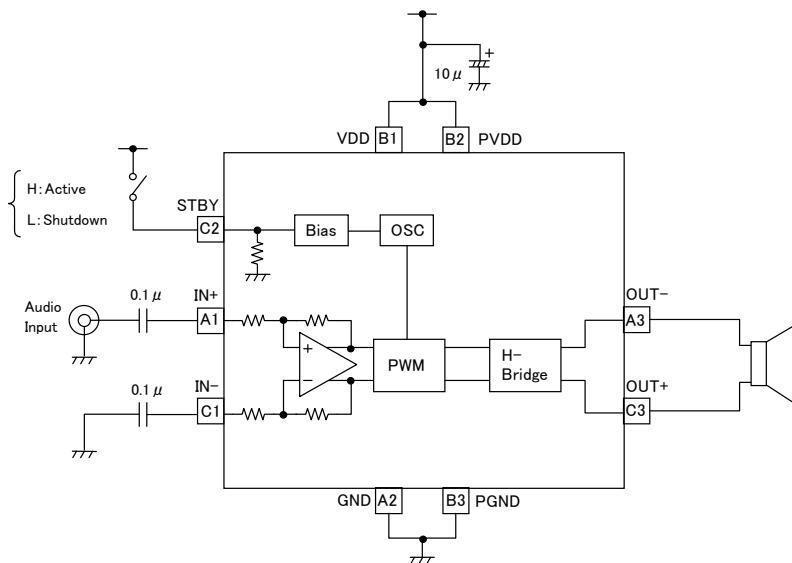 +
10μ
VDD B1 B2 PVDD
H:Active
L:Shutdown
STBY
C2
Bias
OSC
Audio
Input
0.1μ
IN+
A1
+
−
PWM
H-
Bridge
OUT−
A3
0.1μ
IN−
C1
OUT+
C3
GND A2 B3 PGND